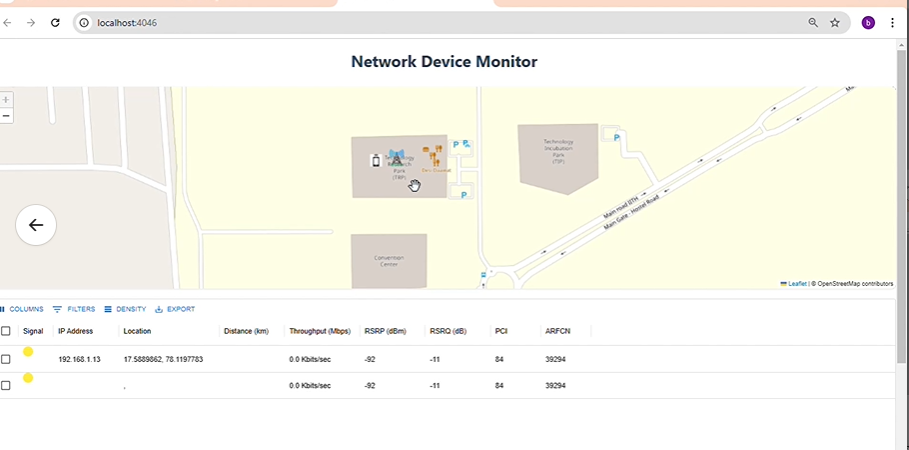 localhost:4046
b
Network Device Monitor
+
−
Technology
Research
Park
(TRP)
P
P
P
Technology
Incubation
Park
(TIP)
Convention
Center
Main road IITH
Main Gate - Hostel Road
Leaflet | © OpenStreetMap contributors
COLUMNS FILTERS DENSITY EXPORT
Signal IP Address Location Distance (km) Throughput (Mbps) RSRP (dBm) RSRQ (dB) PCI ARFCN
192.168.1.13 17.5889862, 78.1197783 0.0 Kbits/sec -92 -11 84 39294
, 0.0 Kbits/sec -92 -11 84 39294